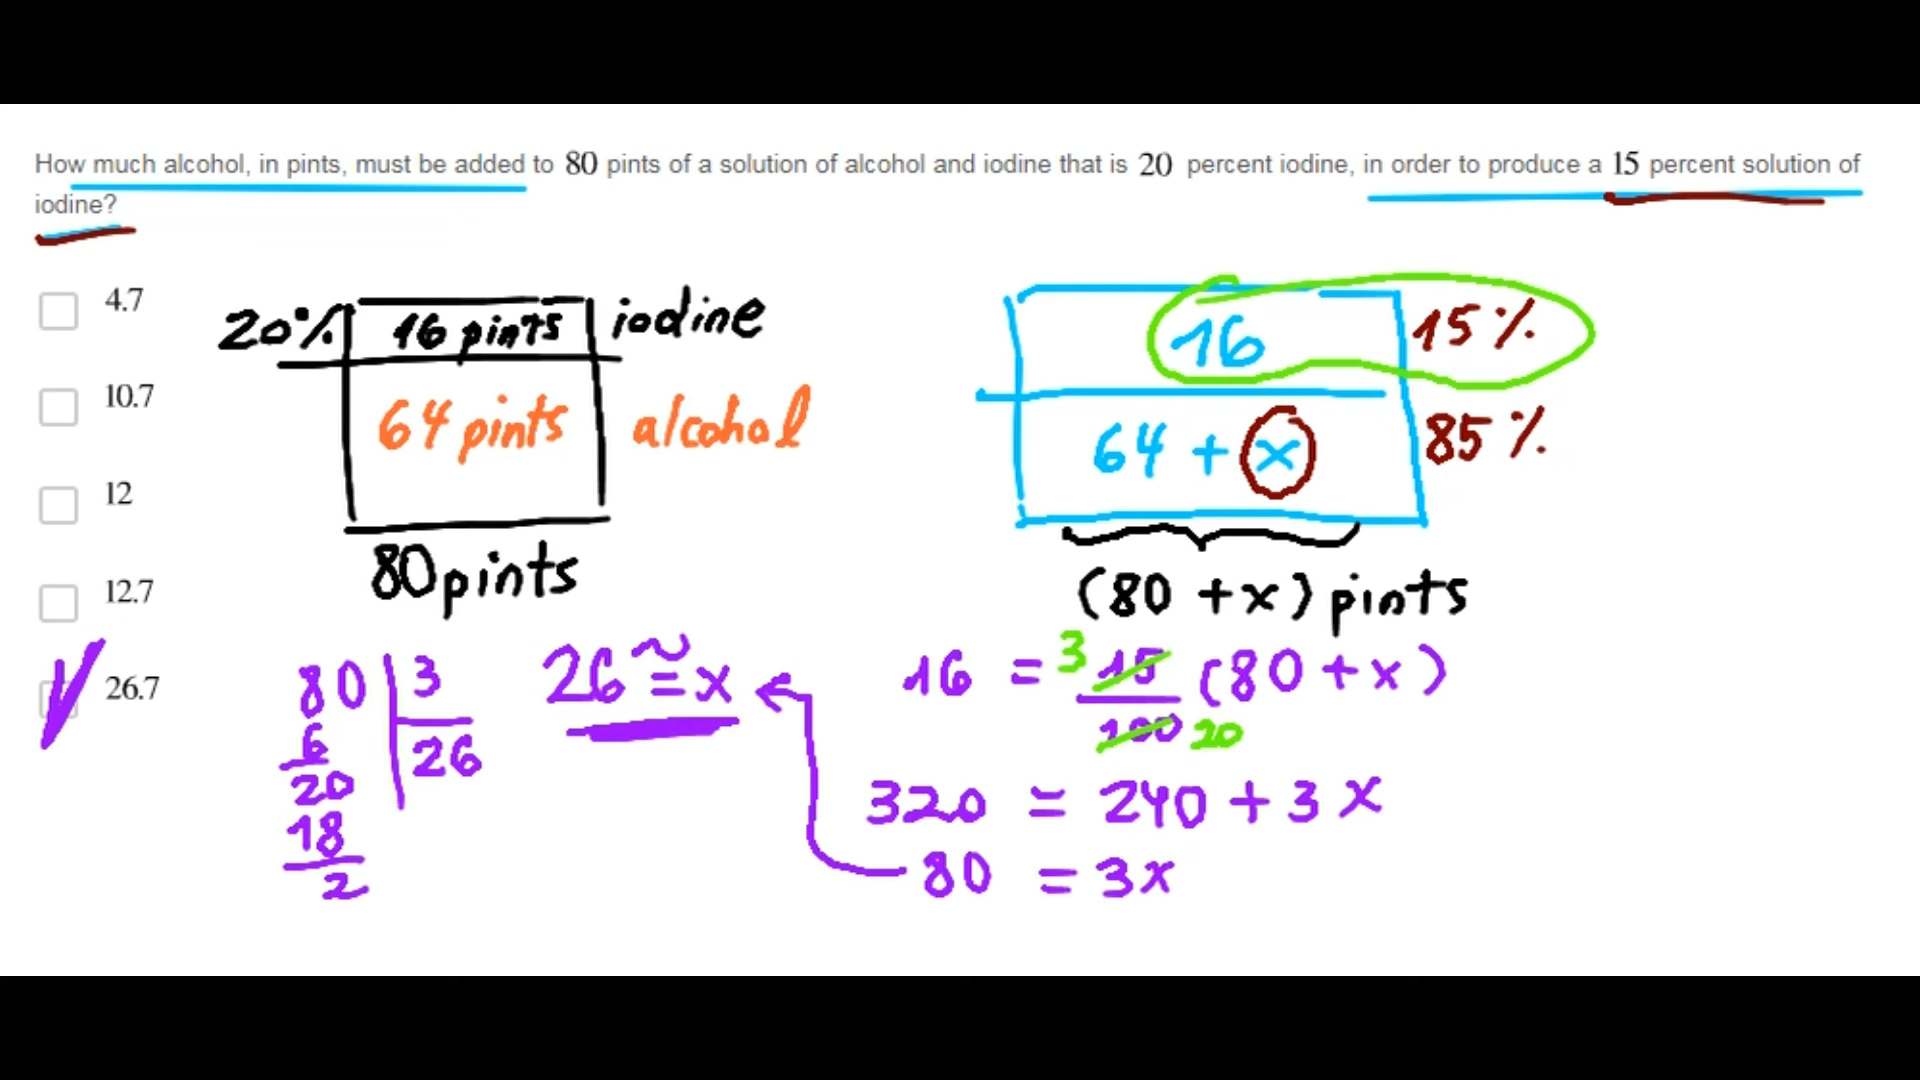 How much alcohol, in pints, must be added to 80 pints of a solution of alcohol and iodine that is 20 percent iodine, in order to produce a 15 percent solution of
iodine?
4.7
10.7
12
12.7
26.7
20% 16 pints iodine
64 pints alcohol
80 pints
16 15%
64 + x 85%
(80 + x) pints
80 3
6 26
20
18
2
26 ≅ x
16 = 3 15 (80 + x)
100 20
320 = 240 + 3x
80 = 3x